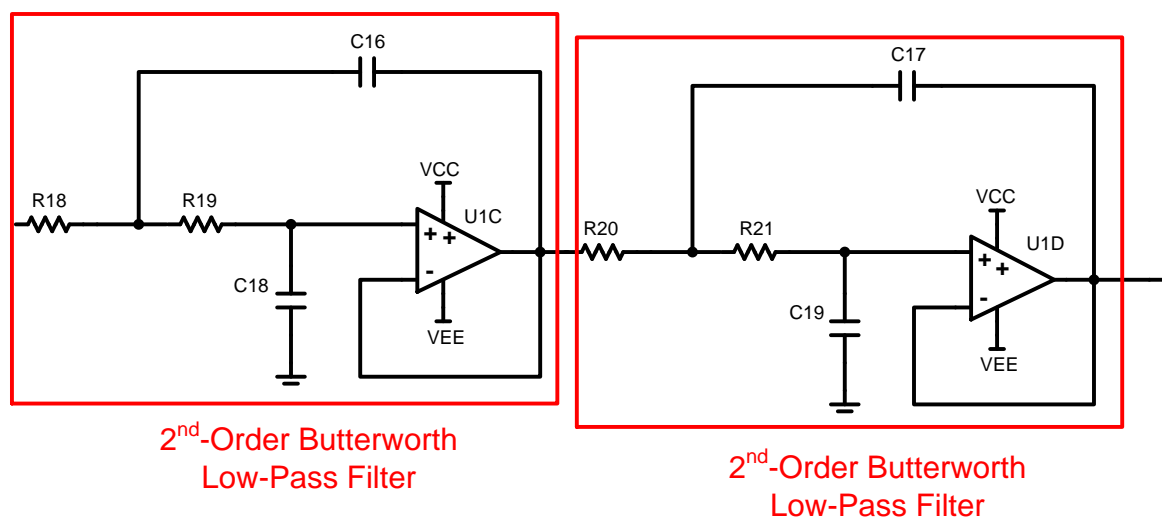 C16
C17
VCC
R18
R19
U1C
+
+
-
C18
VEE
VCC
R20
R21
U1D
+
+
-
C19
VEE
2nd-Order Butterworth
Low-Pass Filter
2nd-Order Butterworth
Low-Pass Filter